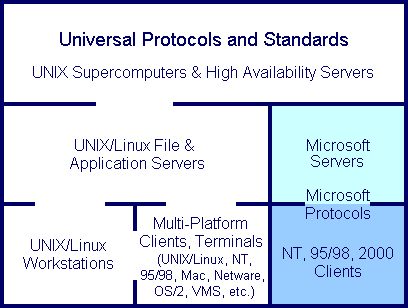 Universal Protocols and Standards
UNIX Supercomputers & High Availability Servers
UNIX/Linux File &
Application Servers
Microsoft
Servers
Microsoft
Protocols
UNIX/Linux
Workstations
Multi-Platform
Clients, Terminals
(UNIX/Linux, NT,
95/98, Mac, Netware,
OS/2, VMS, etc.)
NT, 95/98, 2000
Clients